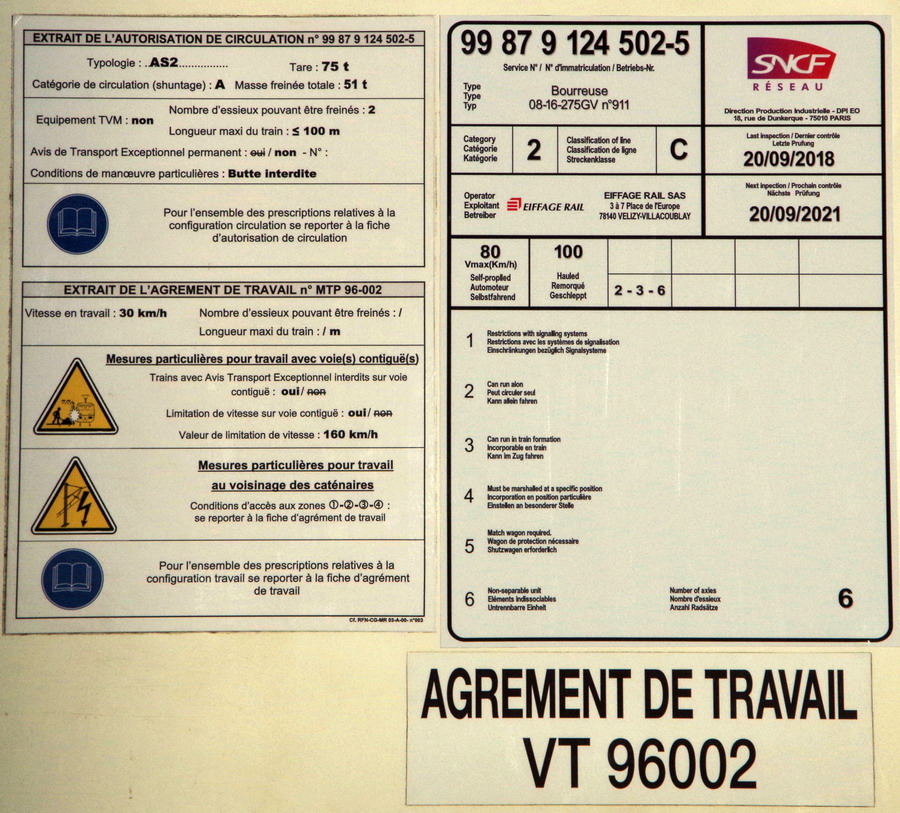 EXTRAIT DE L'AUTORISATION DE CIRCULATION n° 99 87 9 124 502-5
Typologie : ..AS2............... Tare : 75 t
Catégorie de circulation (shuntage) : A Masse freinée totale : 51 t
Nombre d'essieux pouvant être freinés : 2
Equipement TVM : non
Longueur maxi du train : ≤ 100 m
Avis de Transport Exceptionnel permanent : oui / non - N° :
Conditions de manœuvre particulières : Butte interdite
Pour l'ensemble des prescriptions relatives à la
configuration circulation se reporter à la fiche
d'autorisation de circulation
EXTRAIT DE L'AGREMENT DE TRAVAIL n° MTP 96-002
Vitesse en travail : 30 km/h Nombre d'essieux pouvant être freinés : /
Longueur maxi du train : / m
Mesures particulières pour travail avec voie(s) contiguë(s)
Trains avec Avis Transport Exceptionnel interdits sur voie
contiguë : oui / non
Limitation de vitesse sur voie contiguë : oui / non
Valeur de limitation de vitesse : 160 km/h
Mesures particulières pour travail
au voisinage des caténaires
Conditions d'accès aux zones ①-②-③-④ :
se reporter à la fiche d'agrément de travail
Pour l'ensemble des prescriptions relatives à la
configuration travail se reporter à la fiche d'agrément
de travail
Cf. RFN-CG-MR 03-A-00- n°003
99 87 9 124 502-5
Service N° / N° d'immatriculation / Betriebs-Nr.
Type
Type
Typ
Bourreuse
08-16-275GV n°911
SNCF
RÉSEAU
Direction Production Industrielle - DPI EO
18, rue de Dunkerque - 75010 PARIS
Category
Catégorie
Katégorie
2
Classification of line
Classification de ligne
Streckenklasse
C
Last inspection / Dernier contrôle
Letzte Prufung
20/09/2018
Operator
Exploitant
Betreiber
EIFFAGE RAIL
EIFFAGE RAIL SAS
3 à 7 Place de l'Europe
78140 VELIZY-VILLACOUBLAY
Next inpection / Prochain contrôle
Nächste Prüfung
20/09/2021
80
Vmax(Km/h)
Self-proplled
Automoteur
Selbstfahrend
100
Hauled
Remorqué
Geschleppt
2 - 3 - 6
1 Restrictions with signalling systems
Restrictions avec les systèmes de signalisation
Einschränkungen bezüglich Signalsysteme
2 Can run alon
Peut circuler seul
Kann allein fahren
3 Can run in train formation
Incorporable en train
Kann im Zug fahren
4 Must be marshalled at a specific position
Incorporation en position particulière
Einstellen an besonderer Stelle
5 Match wagon required.
Wagon de protection nécessaire
Shutzwagen erforderlich
6 Non-separable unit
Eléments indissociables
Untrennbarre Einheit
Number of axles
Nombre d'essieux
Anzahl Radsätze
6
AGREMENT DE TRAVAIL
VT 96002